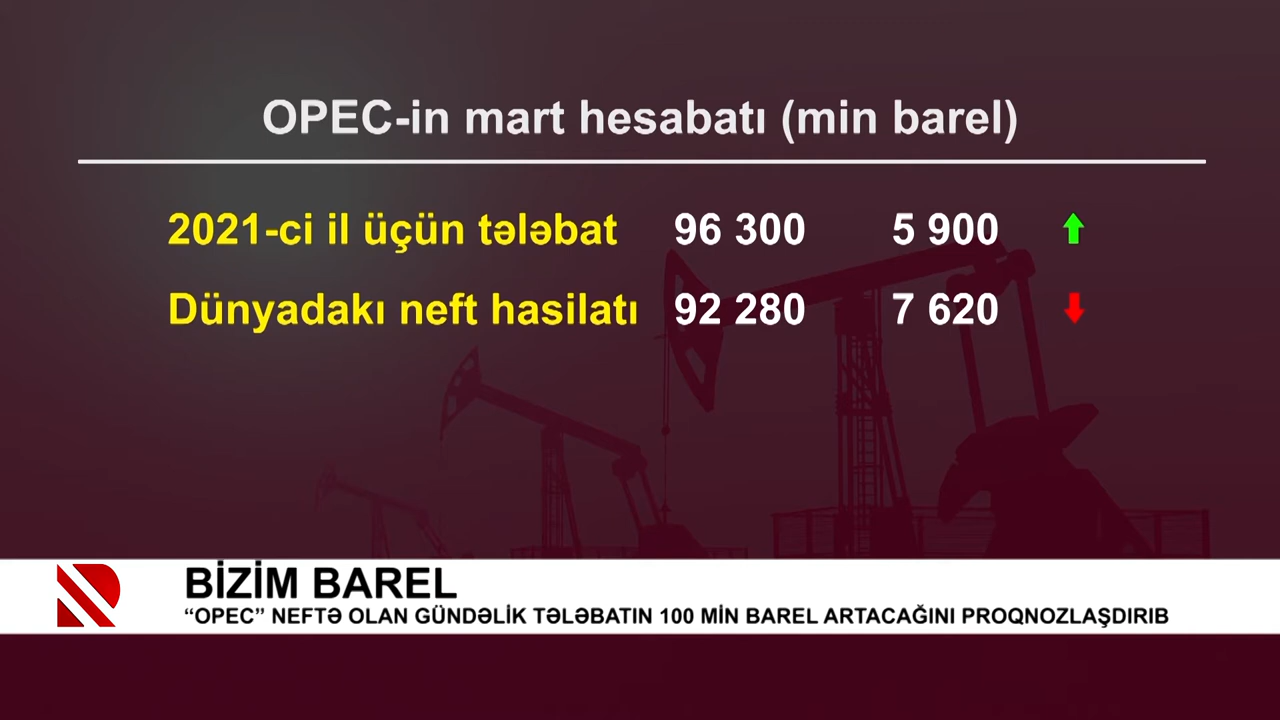 OPEC-in mart hesabatı (min barel)
2021-ci il üçün tələbat 96 300 5 900
Dünyadakı neft hasilatı 92 280 7 620
BİZİM BAREL
“OPEC” NEFTƏ OLAN GÜNDƏLİK TƏLƏBATIN 100 MİN BAREL ARTACAĞINI PROQNOZLAŞDIRIB